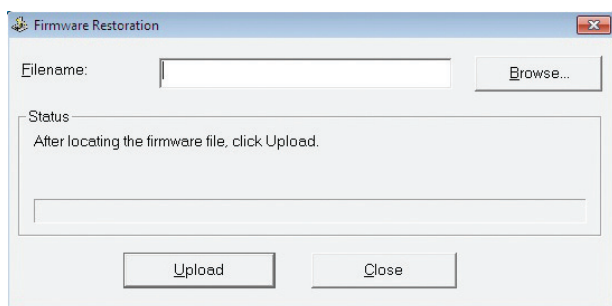 Firmware Restoration
Filename:
Browse...
Status
After locating the firmware file, click Upload.
Upload
Close